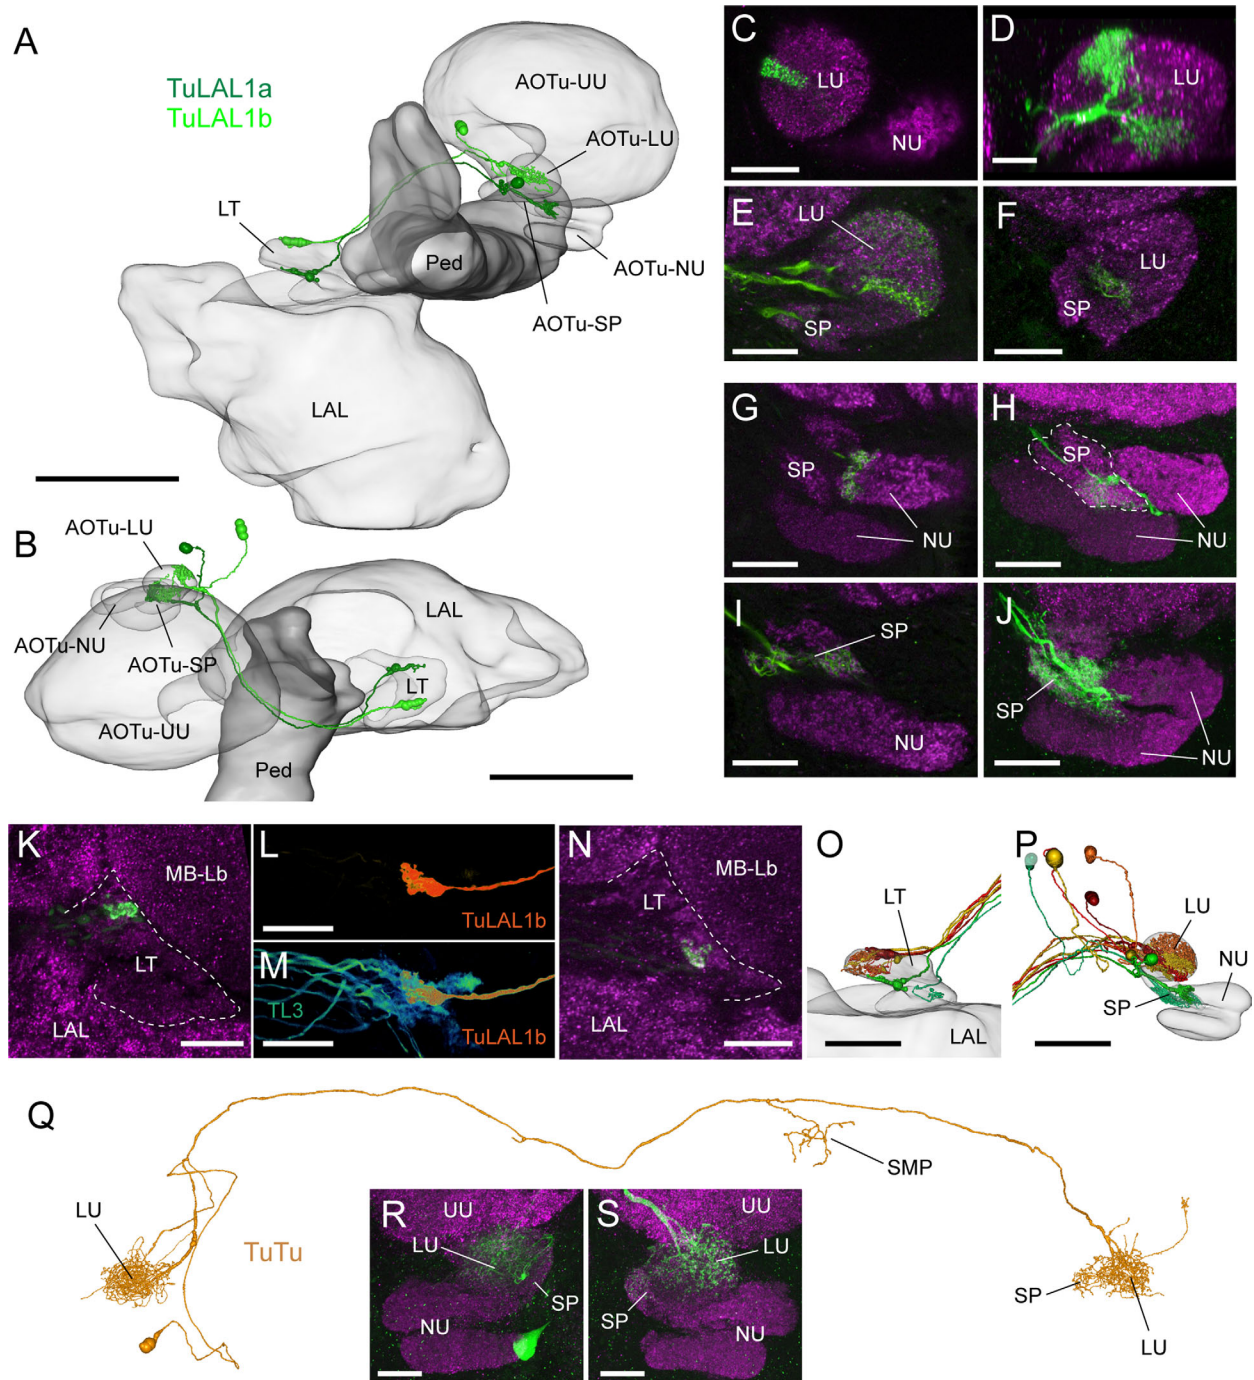 A
TuLAL1a
TuLAL1b
AOTu-UU
AOTu-LU
LT
Ped
AOTu-NU
AOTu-SP
LAL
B
AOTu-LU
LAL
AOTu-NU
AOTu-SP
LT
AOTu-UU
Ped
C
LU
NU
D
LU
E
LU
SP
F
LU
SP
G
SP
NU
H
SP
NU
I
SP
NU
J
SP
NU
K
MB-Lb
LT
LAL
L
TuLAL1b
M
TL3
TuLAL1b
N
MB-Lb
LT
LAL
O
LT
LAL
P
LU
NU
SP
Q
SMP
LU
TuTu
SP
LU
R
UU
LU
SP
NU
S
UU
LU
SP
NU